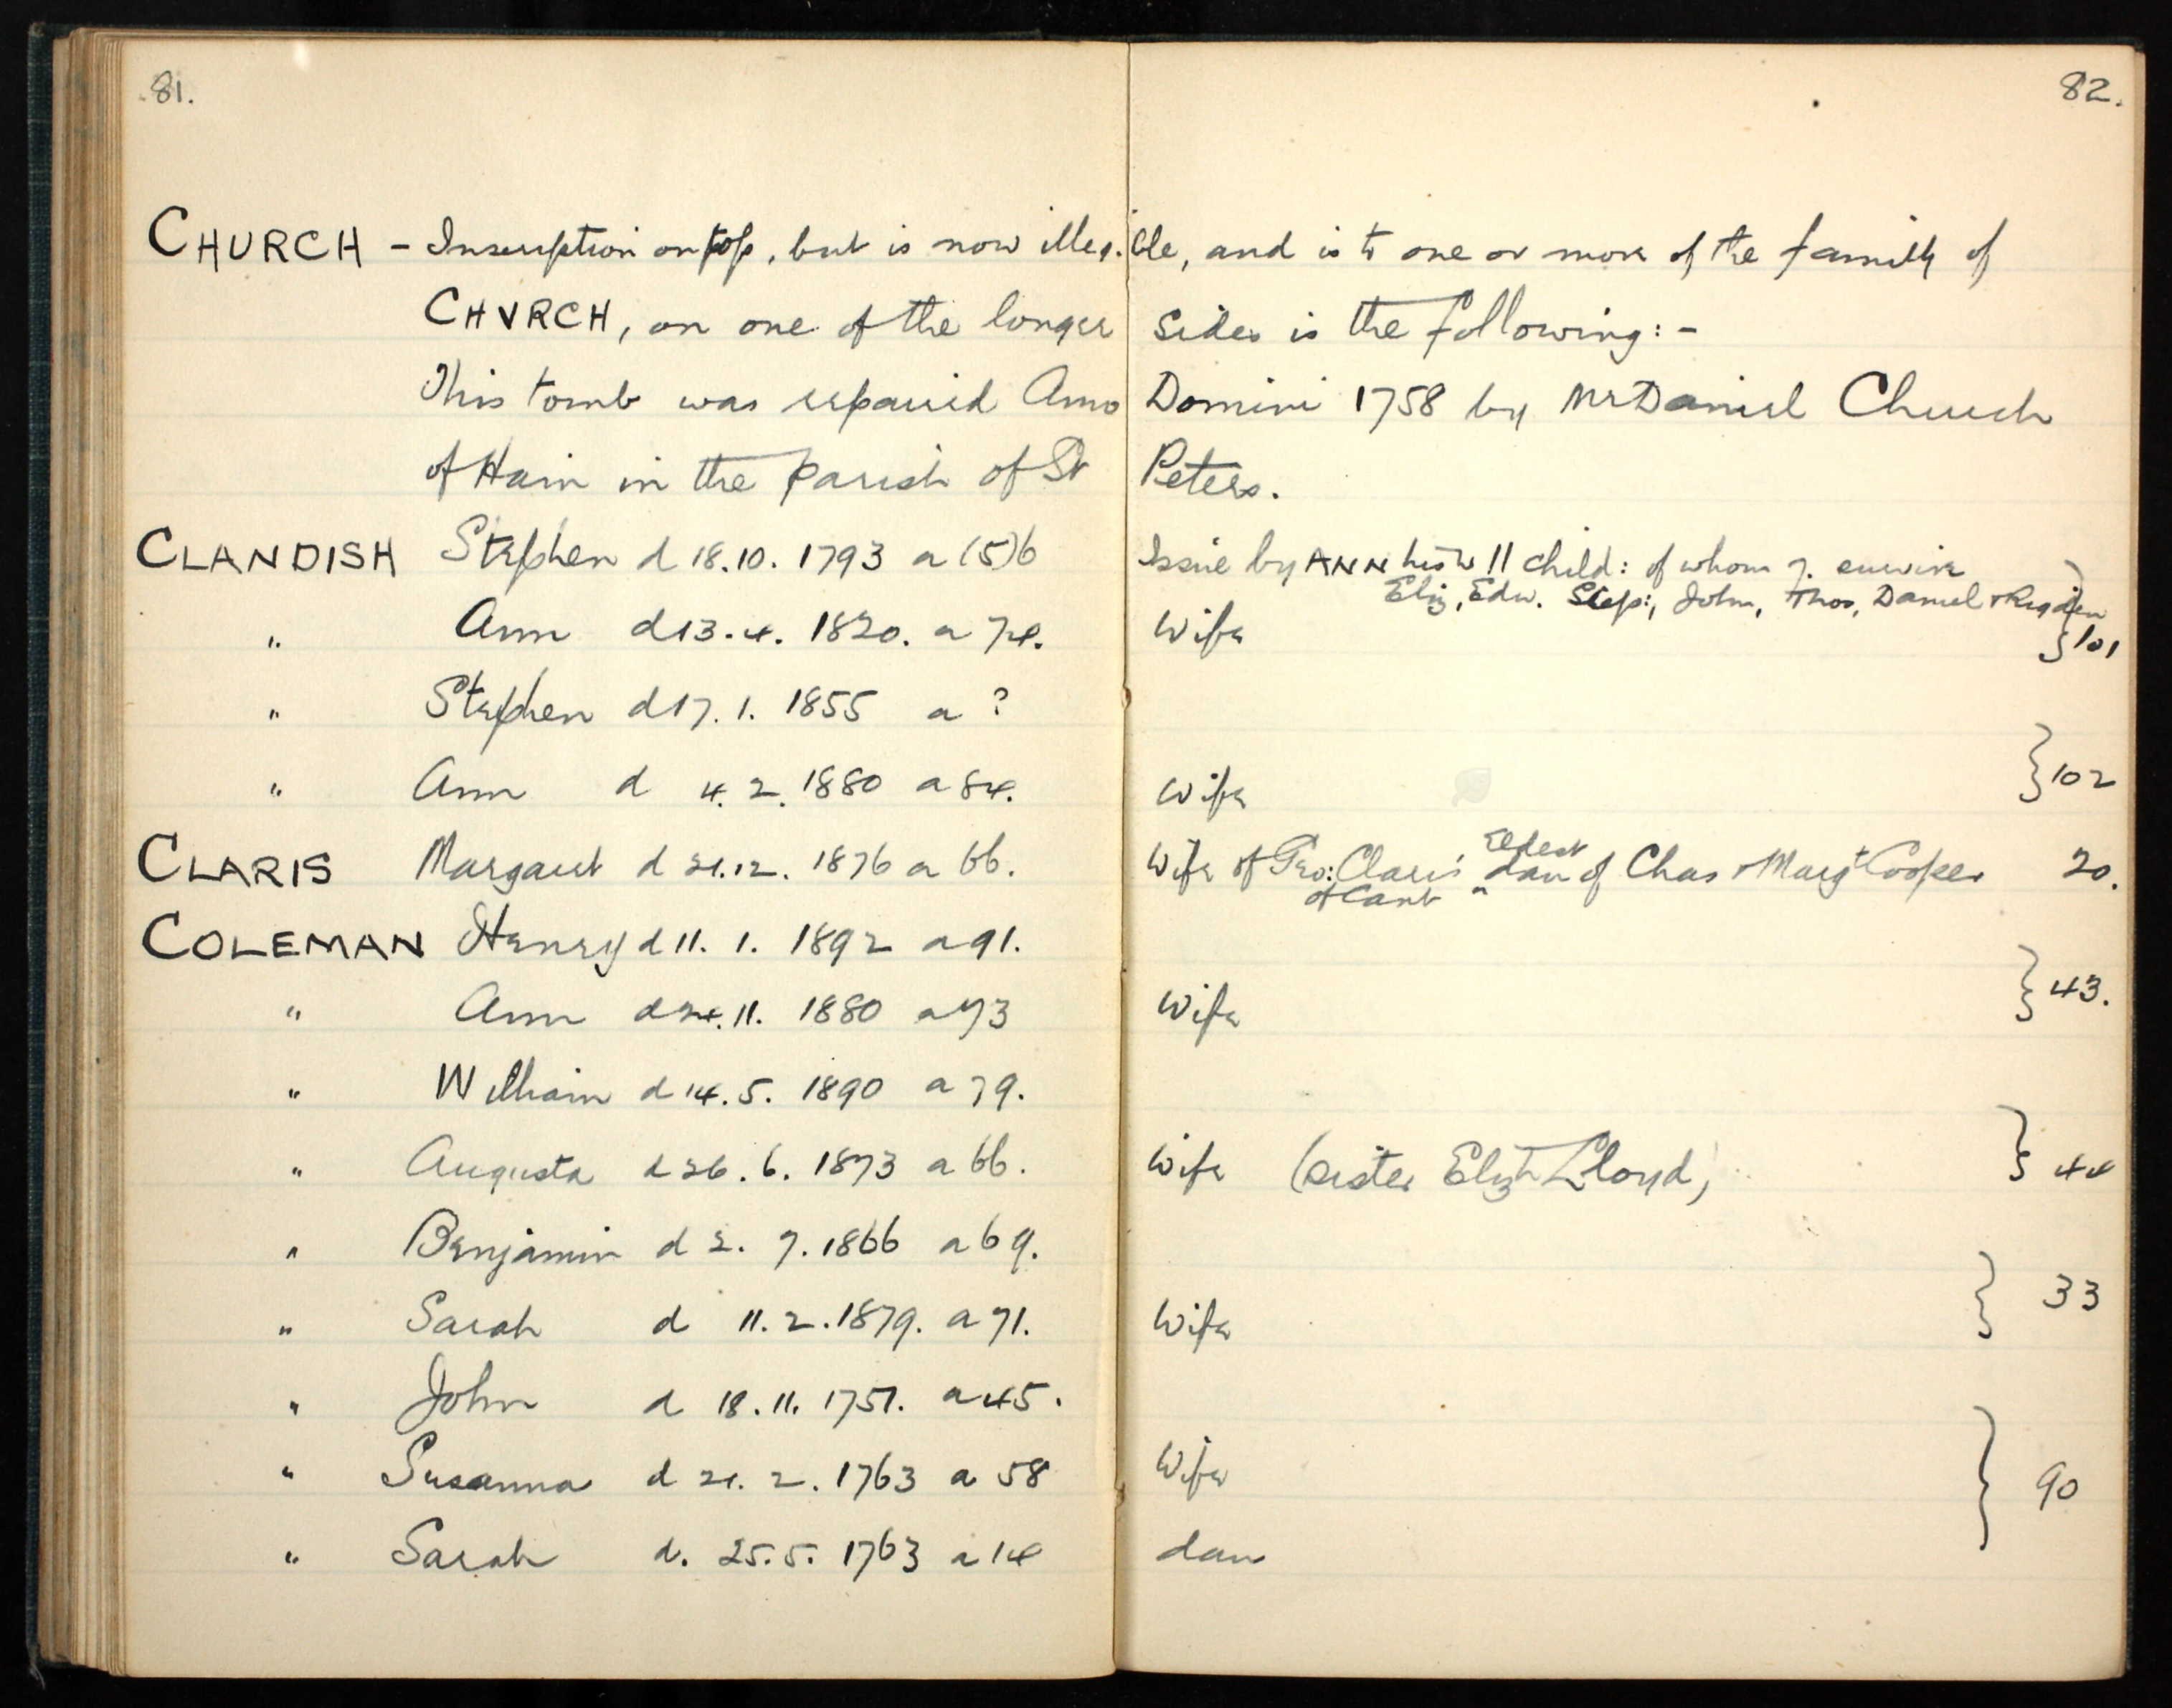 81.
82.
CHURCH – Inscription on top, but is now illeg.ible, and is to one or more of the family of
CHVRCH, on one of the longer sides is the following: -
This tomb was repaired Anno Domini 1758 by Mr Daniel Church
of Hain in the parish of St Peters.
CLANDISH Stephen d 18.10. 1793 a (5)6 Issue by ANN his w 11 child: of whom 7. survive
Eliz, Edw. Step:, John, Thos, Daniel + Rigden
" Ann d 13.4. 1820. a 74. Wife } 101
" Stephen d 17.1. 1855 a ?
" Ann d 4.2. 1880 a 84. Wife } 102
CLARIS Margaret d 21.12. 1876 a 66. Wife of Geo: Claris of Cant eldest dau of Chas + Margt Cooper 20.
COLEMAN Henry d 11. 1. 1892 a 91.
" Ann d 24.11. 1880 a 73 Wife } 43.
" William d 14.5. 1890 a 79.
" Augusta d 26.6. 1873 a 66. Wife (sister Elizth Lloyd) } 44
" Benjamin d 2. 7. 1866 a 69.
" Sarah d 11.2.1879. a 71. Wife } 33
" John d 18.11. 1751. a 45.
" Susanna d 21. 2. 1763 a 58 Wife } 90
" Sarah d. 25.5. 1763 a 14 dau